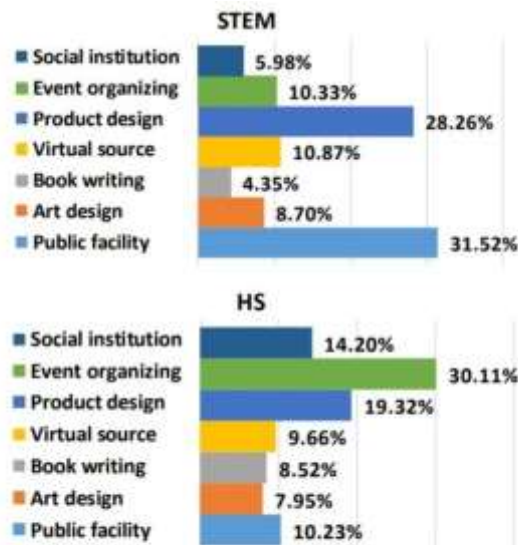 STEM
Social institution 5.98%
Event organizing 10.33%
Product design 28.26%
Virtual source 10.87%
Book writing 4.35%
Art design 8.70%
Public facility 31.52%
HS
Social institution 14.20%
Event organizing 30.11%
Product design 19.32%
Virtual source 9.66%
Book writing 8.52%
Art design 7.95%
Public facility 10.23%